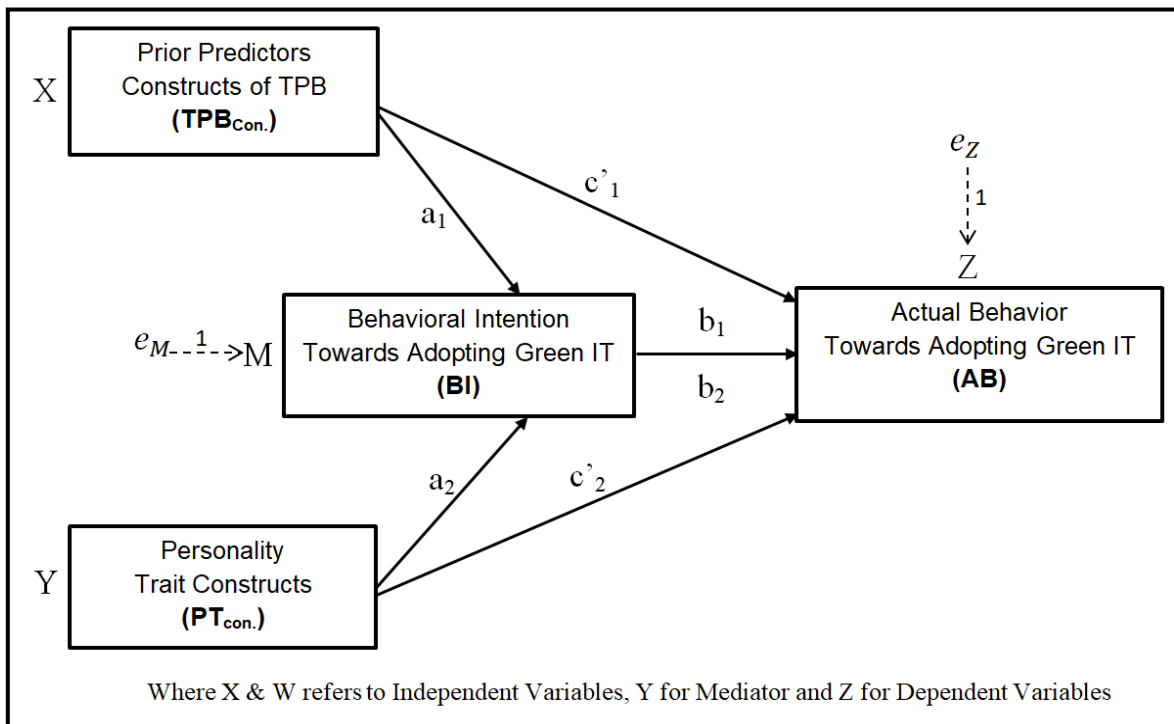 X
Prior Predictors
Constructs of TPB
(TPBCon.)
eZ
1
Z
c’1
a1
eM
1
M
Behavioral Intention
Towards Adopting Green IT
(BI)
b1
b2
Actual Behavior
Towards Adopting Green IT
(AB)
a2
c’2
Y
Personality
Trait Constructs
(PTcon.)
Where X & W refers to Independent Variables, Y for Mediator and Z for Dependent Variables